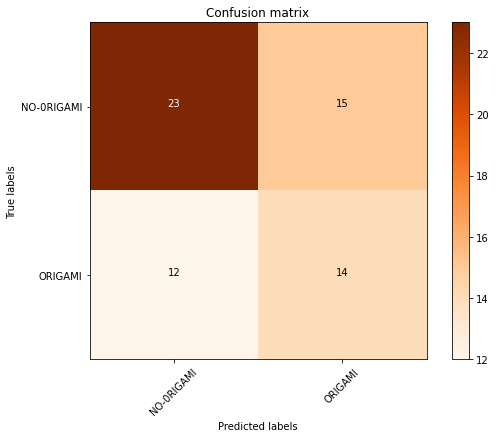 Confusion matrix
True labels
NO-0RIGAMI
23
15
ORIGAMI
12
14
NO-0RIGAMI
ORIGAMI
Predicted labels
22
20
18
16
14
12